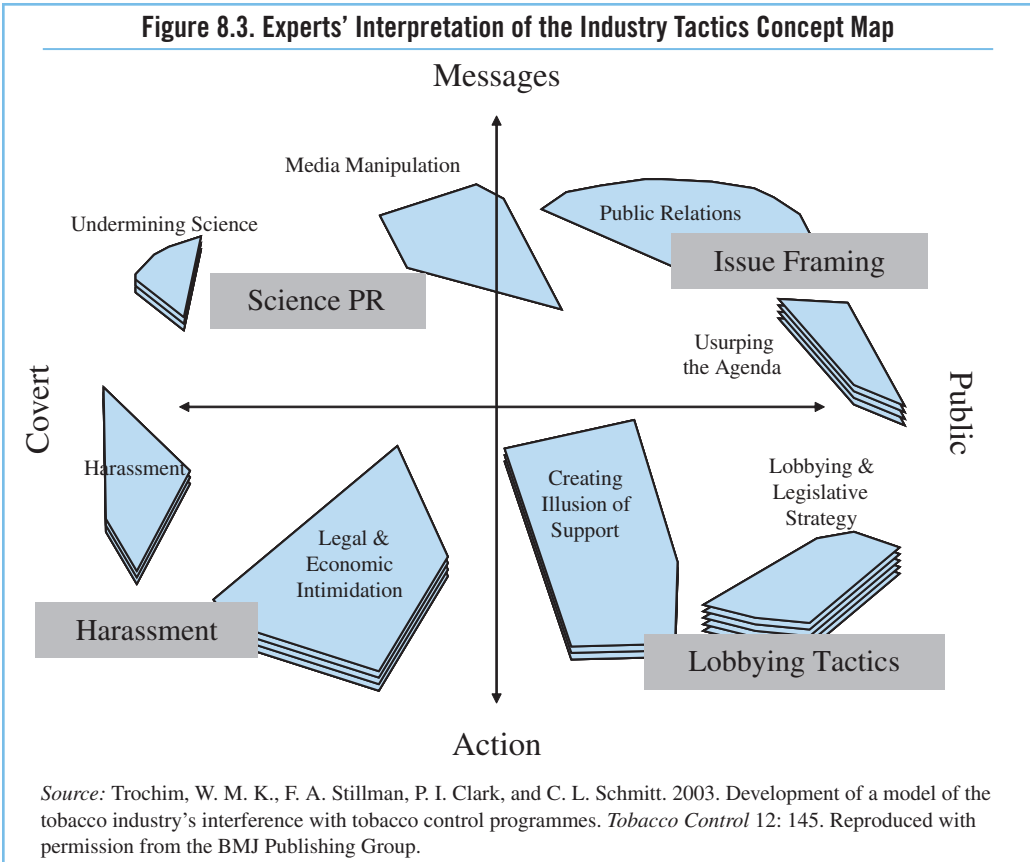 Figure 8.3. Experts' Interpretation of the Industry Tactics Concept Map
Messages
Media Manipulation
Public Relations
Undermining Science
Issue Framing
Science PR
Usurping
the Agenda
Covert
Public
Harassment
Creating
Illusion of
Support
Lobbying &
Legislative
Strategy
Legal &
Economic
Intimidation
Harassment
Lobbying Tactics
Action
Source: Trochim, W. M. K., F. A. Stillman, P. I. Clark, and C. L. Schmitt. 2003. Development of a model of the
tobacco industry's interference with tobacco control programmes. Tobacco Control 12: 145. Reproduced with
permission from the BMJ Publishing Group.